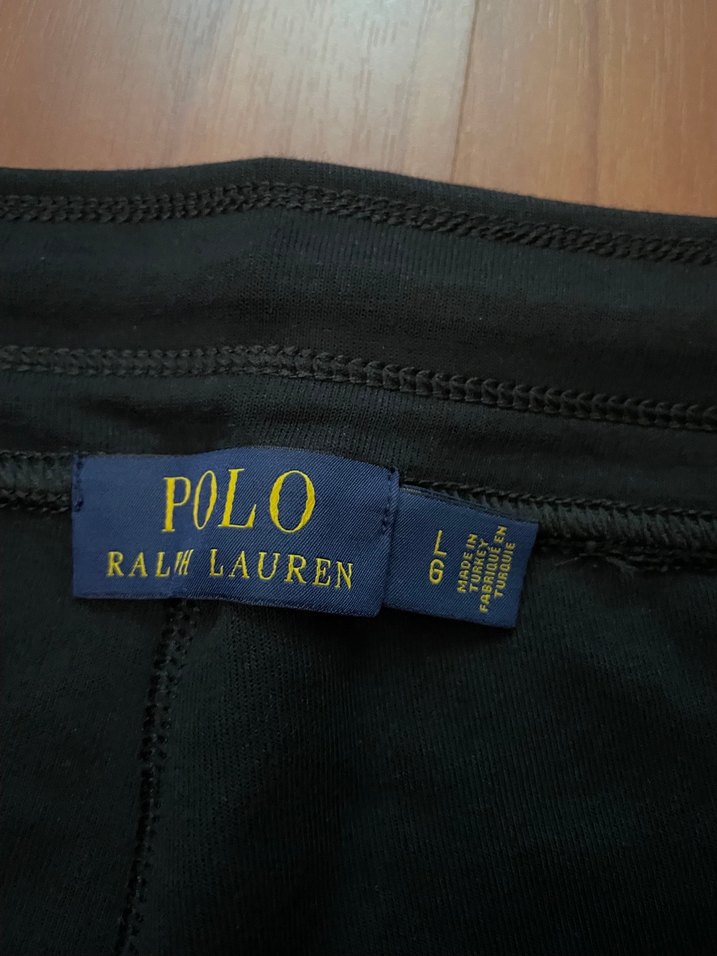 POLO
RALPH LAUREN
L
G
MADE IN
TURKEY
FABRIQUÉ EN
TURQUIE